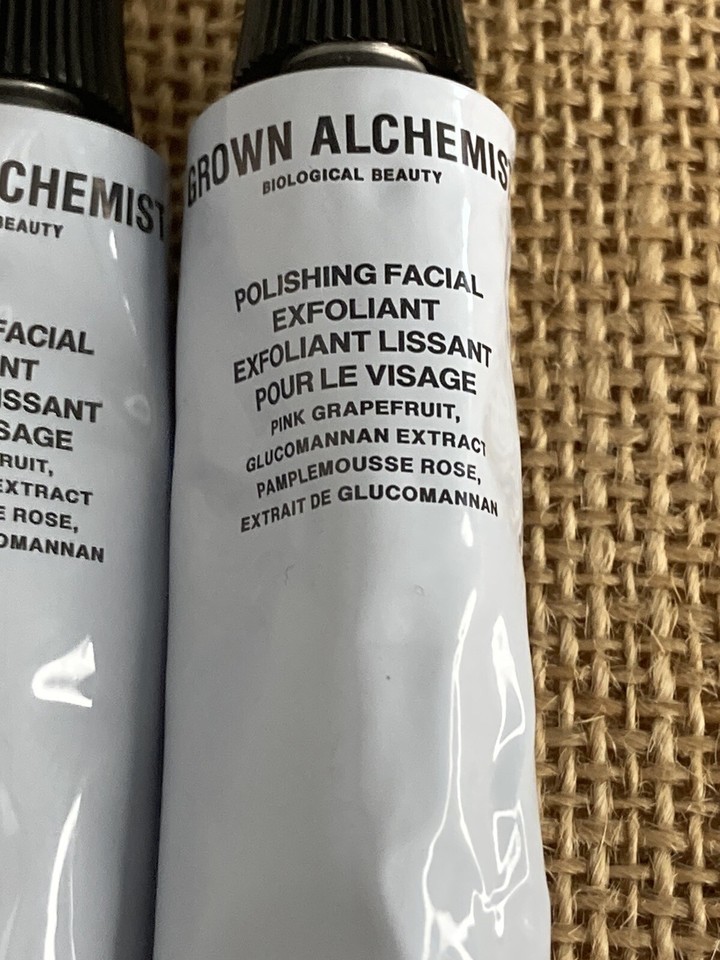 CHEMIST
BEAUTY
FACIAL
NT
ISSANT
SAGE
RUIT,
EXTRACT
E ROSE,
OMANNAN
GROWN ALCHEMIST
BIOLOGICAL BEAUTY
POLISHING FACIAL
EXFOLIANT
EXFOLIANT LISSANT
POUR LE VISAGE
PINK GRAPEFRUIT,
GLUCOMANNAN EXTRACT
PAMPLEMOUSSE ROSE,
EXTRAIT DE GLUCOMANNAN